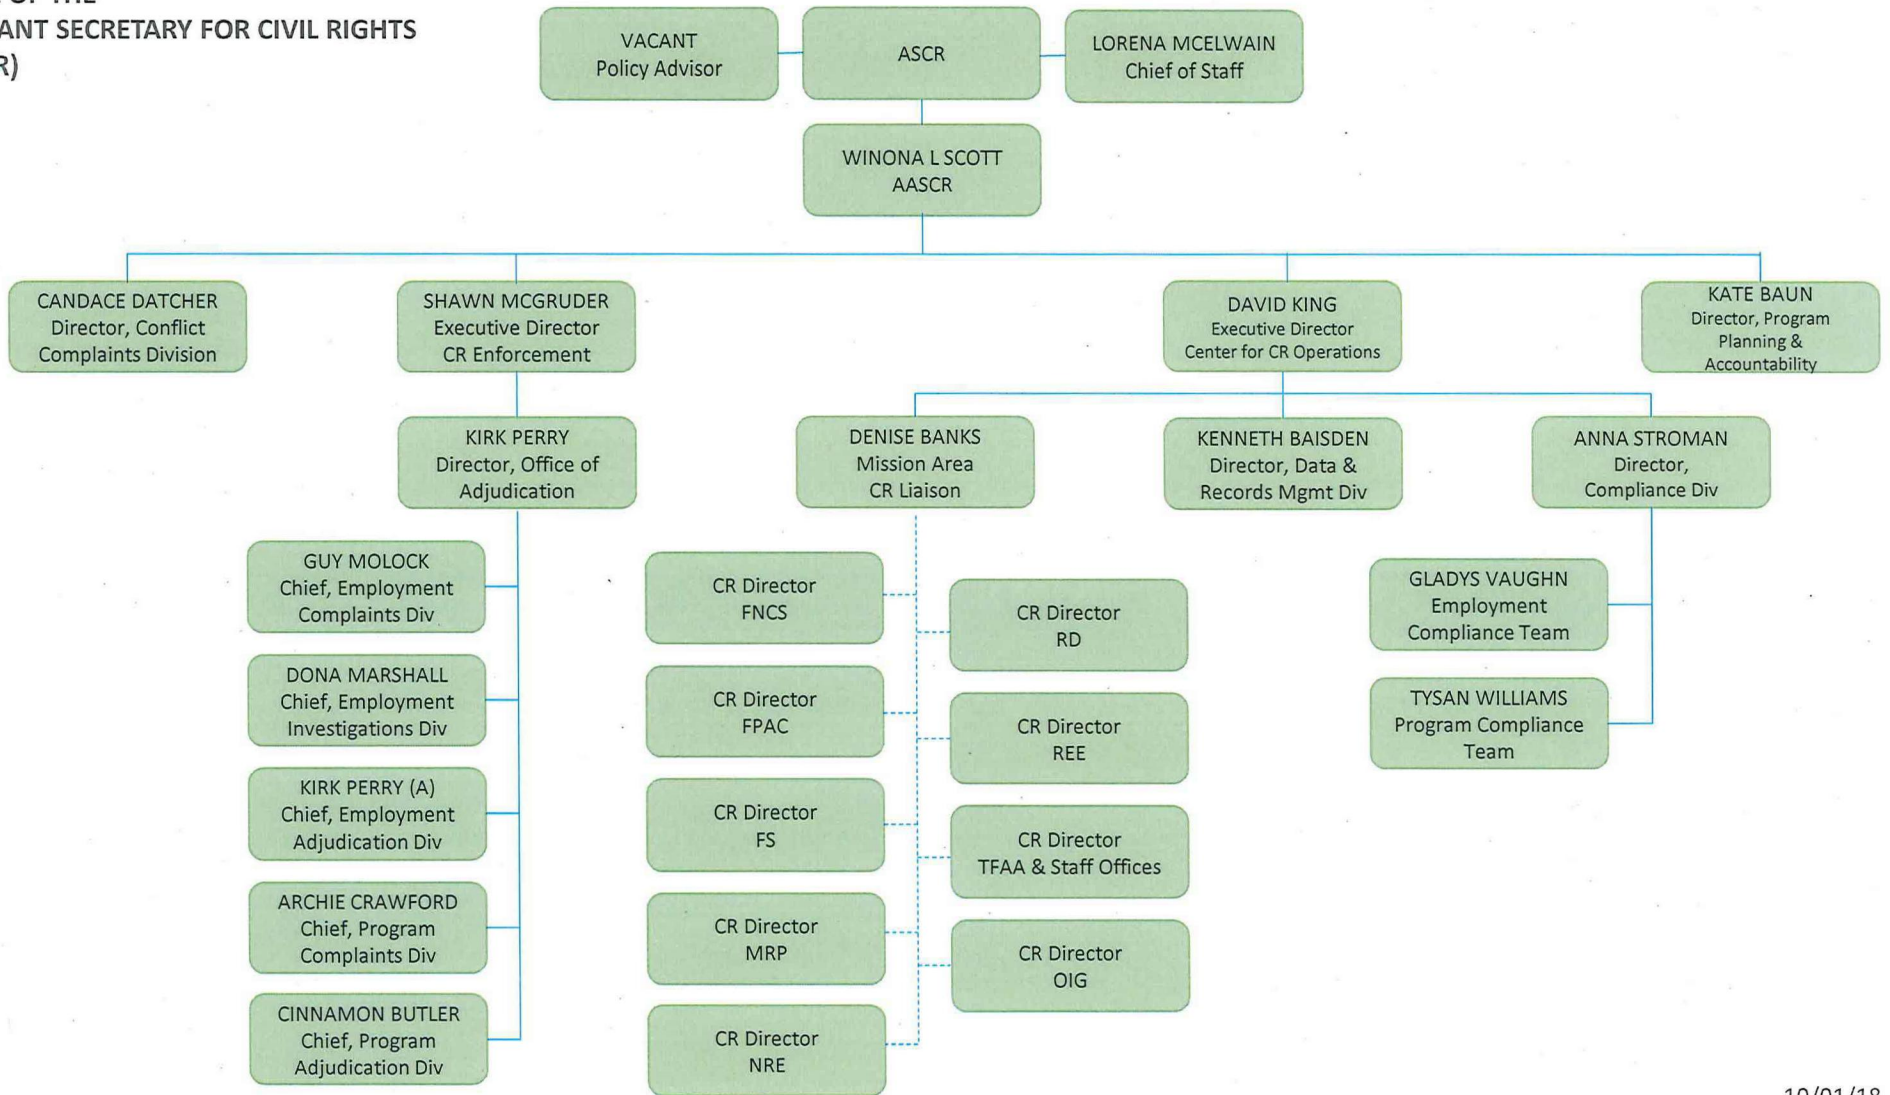 OF THE
ANT SECRETARY FOR CIVIL RIGHTS
R)
VACANT
Policy Advisor
ASCR
LORENA MCELWAIN
Chief of Staff
WINONA L SCOTT
AASCR
CANDACE DATCHER
Director, Conflict
Complaints Division
SHAWN MCGRUDER
Executive Director
CR Enforcement
DAVID KING
Executive Director
Center for CR Operations
KATE BAUN
Director, Program
Planning &
Accountability
KIRK PERRY
Director, Office of
Adjudication
DENISE BANKS
Mission Area
CR Liaison
KENNETH BAISDEN
Director, Data &
Records Mgmt Div
ANNA STROMAN
Director,
Compliance Div
GUY MOLOCK
Chief, Employment
Complaints Div
DONA MARSHALL
Chief, Employment
Investigations Div
KIRK PERRY (A)
Chief, Employment
Adjudication Div
ARCHIE CRAWFORD
Chief, Program
Complaints Div
CINNAMON BUTLER
Chief, Program
Adjudication Div
CR Director
FNCS
CR Director
FPAC
CR Director
FS
CR Director
MRP
CR Director
NRE
CR Director
RD
CR Director
REE
CR Director
TFAA & Staff Offices
CR Director
OIG
GLADYS VAUGHN
Employment
Compliance Team
TYSAN WILLIAMS
Program Compliance
Team
10/01/18